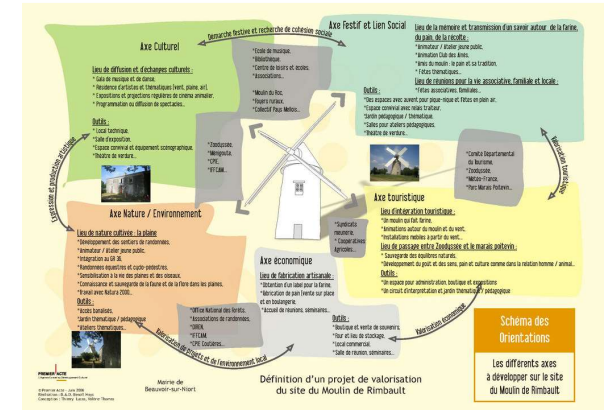 Démarche festive et recherche de cohésion sociale
Axe Culturel
Lieu de diffusion et d'échanges culturels :
* Gala de musique et de danse,
* Résidence d'artistes et thématiques (vent, plaine, air),
* Expositions et projections régulières de cinéma animalier,
* Programmation ou diffusion de spectacles...
Outils :
* Local technique,
*Salle d'exposition,
*Espace convivial et équipement scénographique,
*Théâtre de verdure...
*Ecole de musique,
*Bibliothèque,
*Centre de loisirs et écoles,
*Associations...
*Moulin du Roc,
*Foyers ruraux,
*Collectif Pays Mellois...
Axe Festif et Lien Social
Lieu de la mémoire et transmission d'un savoir autour de la farine,
du pain, de la récolte :
*Animateur / Atelier jeune public,
*Animation Club des Aînés,
*Amis du moulin : le pain et sa tradition,
* Fêtes thématiques...
Lieu de réunions pour la vie associative, familiale et locale :
*Fêtes associatives, familiales...
Outils :
*Des espaces avec auvent pour pique-nique et fêtes en plein air,
*Espace convivial avec relais traiteur,
*Jardin pédagogique / thématique,
*Salles pour ateliers pédagogiques,
*Théâtre de verdure...
Expression et production artistique
*Zoodyssée,
*Ménigoute,
*CPIE,
*IFFCAM...
*Comité Départemental
du Tourisme,
*Zoodyssée,
*Météo-France,
*Parc Marais Poitevin...
Valorisation touristique
Axe Nature / Environnement
Lieu de nature cultivée : la plaine
*Développement des sentiers de randonnées,
*Animateur / Atelier jeune public,
*Intégration au GR 36,
*Randonnées équestres et cyclo-pédestres,
*Sensibilisation à la vie des plaines et des oiseaux,
*Connaissance et sauvegarde de la faune et de la flore dans les plaines,
*Travail avec Natura 2000...
Outils :
*Accès banalisés,
*Jardin thématique / pédagogique
*Ateliers thématiques...
*Syndicats
meunerie,
* Coopératives
Agricoles...
Axe touristique
Lieu d'intégration touristique :
*Un moulin qui fait farine,
*Animations autour du moulin et du vent,
*Installations mobiles à partir du vent...
Lieu de passage entre Zoodyssée et le marais poitevin :
* Sauvegarde des équilibres naturels,
*Développement du goût et des sens, pain et culture comme dans la relation homme / animal...
Outils :
*Un espace pour administration, boutique et expositions
*Un circuit d'interprétation et jardin thématique / pédagogique
Axe économique
Lieu de fabrication artisanale :
*Obtention d'un label pour la farine,
*Fabrication de pain (vente sur place
et en boulangerie),
*Accueil de réunions, séminaires...
Outils :
*Boutique et vente de souvenirs,
*Four et lieu de stockage,
*Local commercial,
*Salle de réunion, séminaires...
*Office National des forêts,
*Associations de randonnées,
*DIREN,
*IFFCAM,
*CPIE Coutières...
Valorisation de projets et de l'environnement local
Valorisation économique
Schéma des
Orientations
Les différents axes
à développer sur le site
du Moulin de Rimbault
PREMIER ACTE
Mairie de
Beauvoir-sur-Niort
Définition d'un projet de valorisation
du site du Moulin de Rimbault